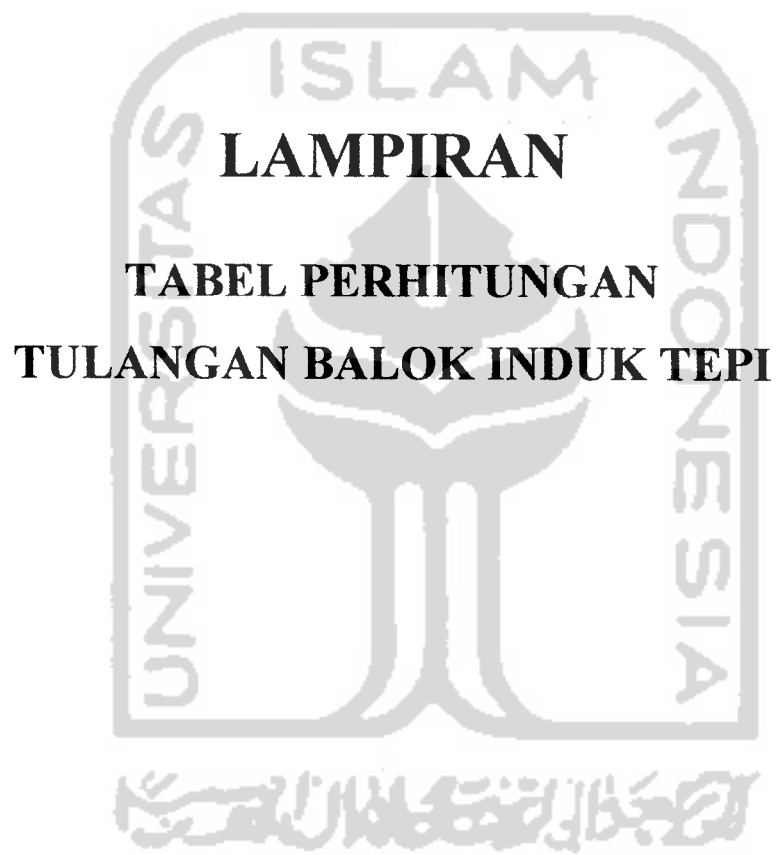 LAMPIRAN
TABEL PERHITUNGAN
TULANGAN BALOK INDUK TEPI
UNIVERSITAS
ISLAM
INDONESIA